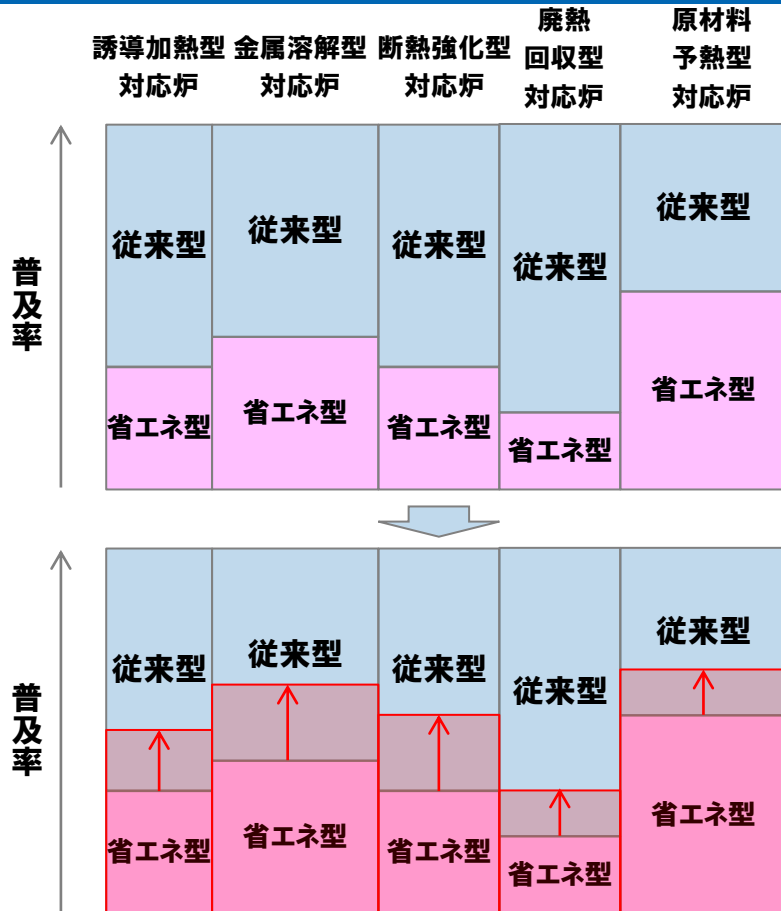 誘導加熱型
対応炉
金属溶解型
対応炉
断熱強化型
対応炉
廃熱
回収型
対応炉
原材料
予熱型
対応炉
普及率
従来型
従来型
従来型
従来型
従来型
省エネ型
省エネ型
省エネ型
省エネ型
省エネ型
普及率
従来型
従来型
従来型
従来型
従来型
省エネ型
省エネ型
省エネ型
省エネ型
省エネ型